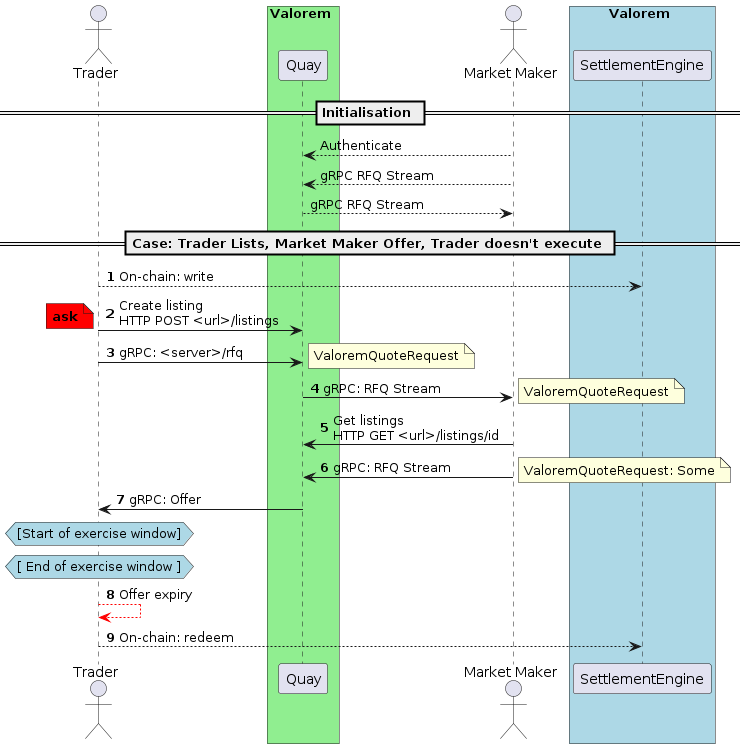 Valorem
Valorem
Trader
Quay
Market Maker
SettlementEngine
Initialisation
Authenticate
gRPC RFQ Stream
gRPC RFQ Stream
Case: Trader Lists, Market Maker Offer, Trader doesn't execute
1 On-chain: write
ask
2 Create listing
HTTP POST <url>/listings
3 gRPC: <server>/rfq
ValoremQuoteRequest
4 gRPC: RFQ Stream
ValoremQuoteRequest
5 Get listings
HTTP GET <url>/listings/id
6 gRPC: RFQ Stream
ValoremQuoteRequest: Some
7 gRPC: Offer
[Start of exercise window]
[ End of exercise window ]
8 Offer expiry
9 On-chain: redeem
Trader
Quay
Market Maker
SettlementEngine